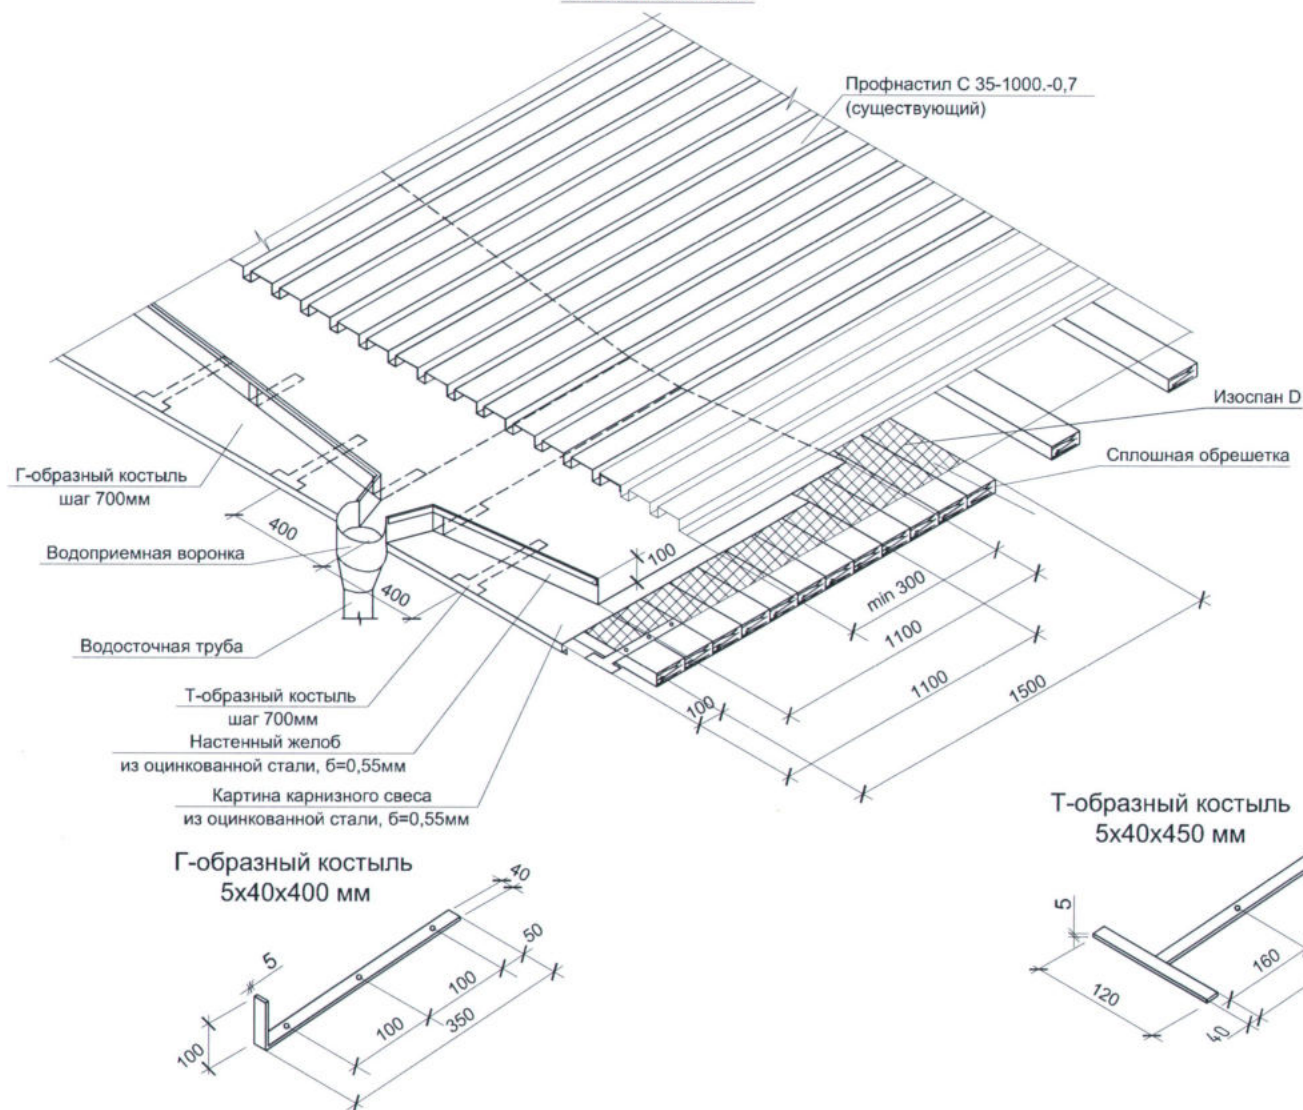 Профнастил С 35-1000.-0,7
(существующий)
Изоспан D
Сплошная обрешетка
Г-образный костыль
шаг 700мм
400
Водоприемная воронка
400
Водосточная труба
100
min 300
1100
1100
1500
100
Т-образный костыль
шаг 700мм
Настенный желоб
из оцинкованной стали, б=0,55мм
Картина карнизного свеса
из оцинкованной стали, б=0,55мм
Г-образный костыль
5х40х400 мм
40
50
5
100
100
350
100
Т-образный костыль
5х40х450 мм
5
160
120
40